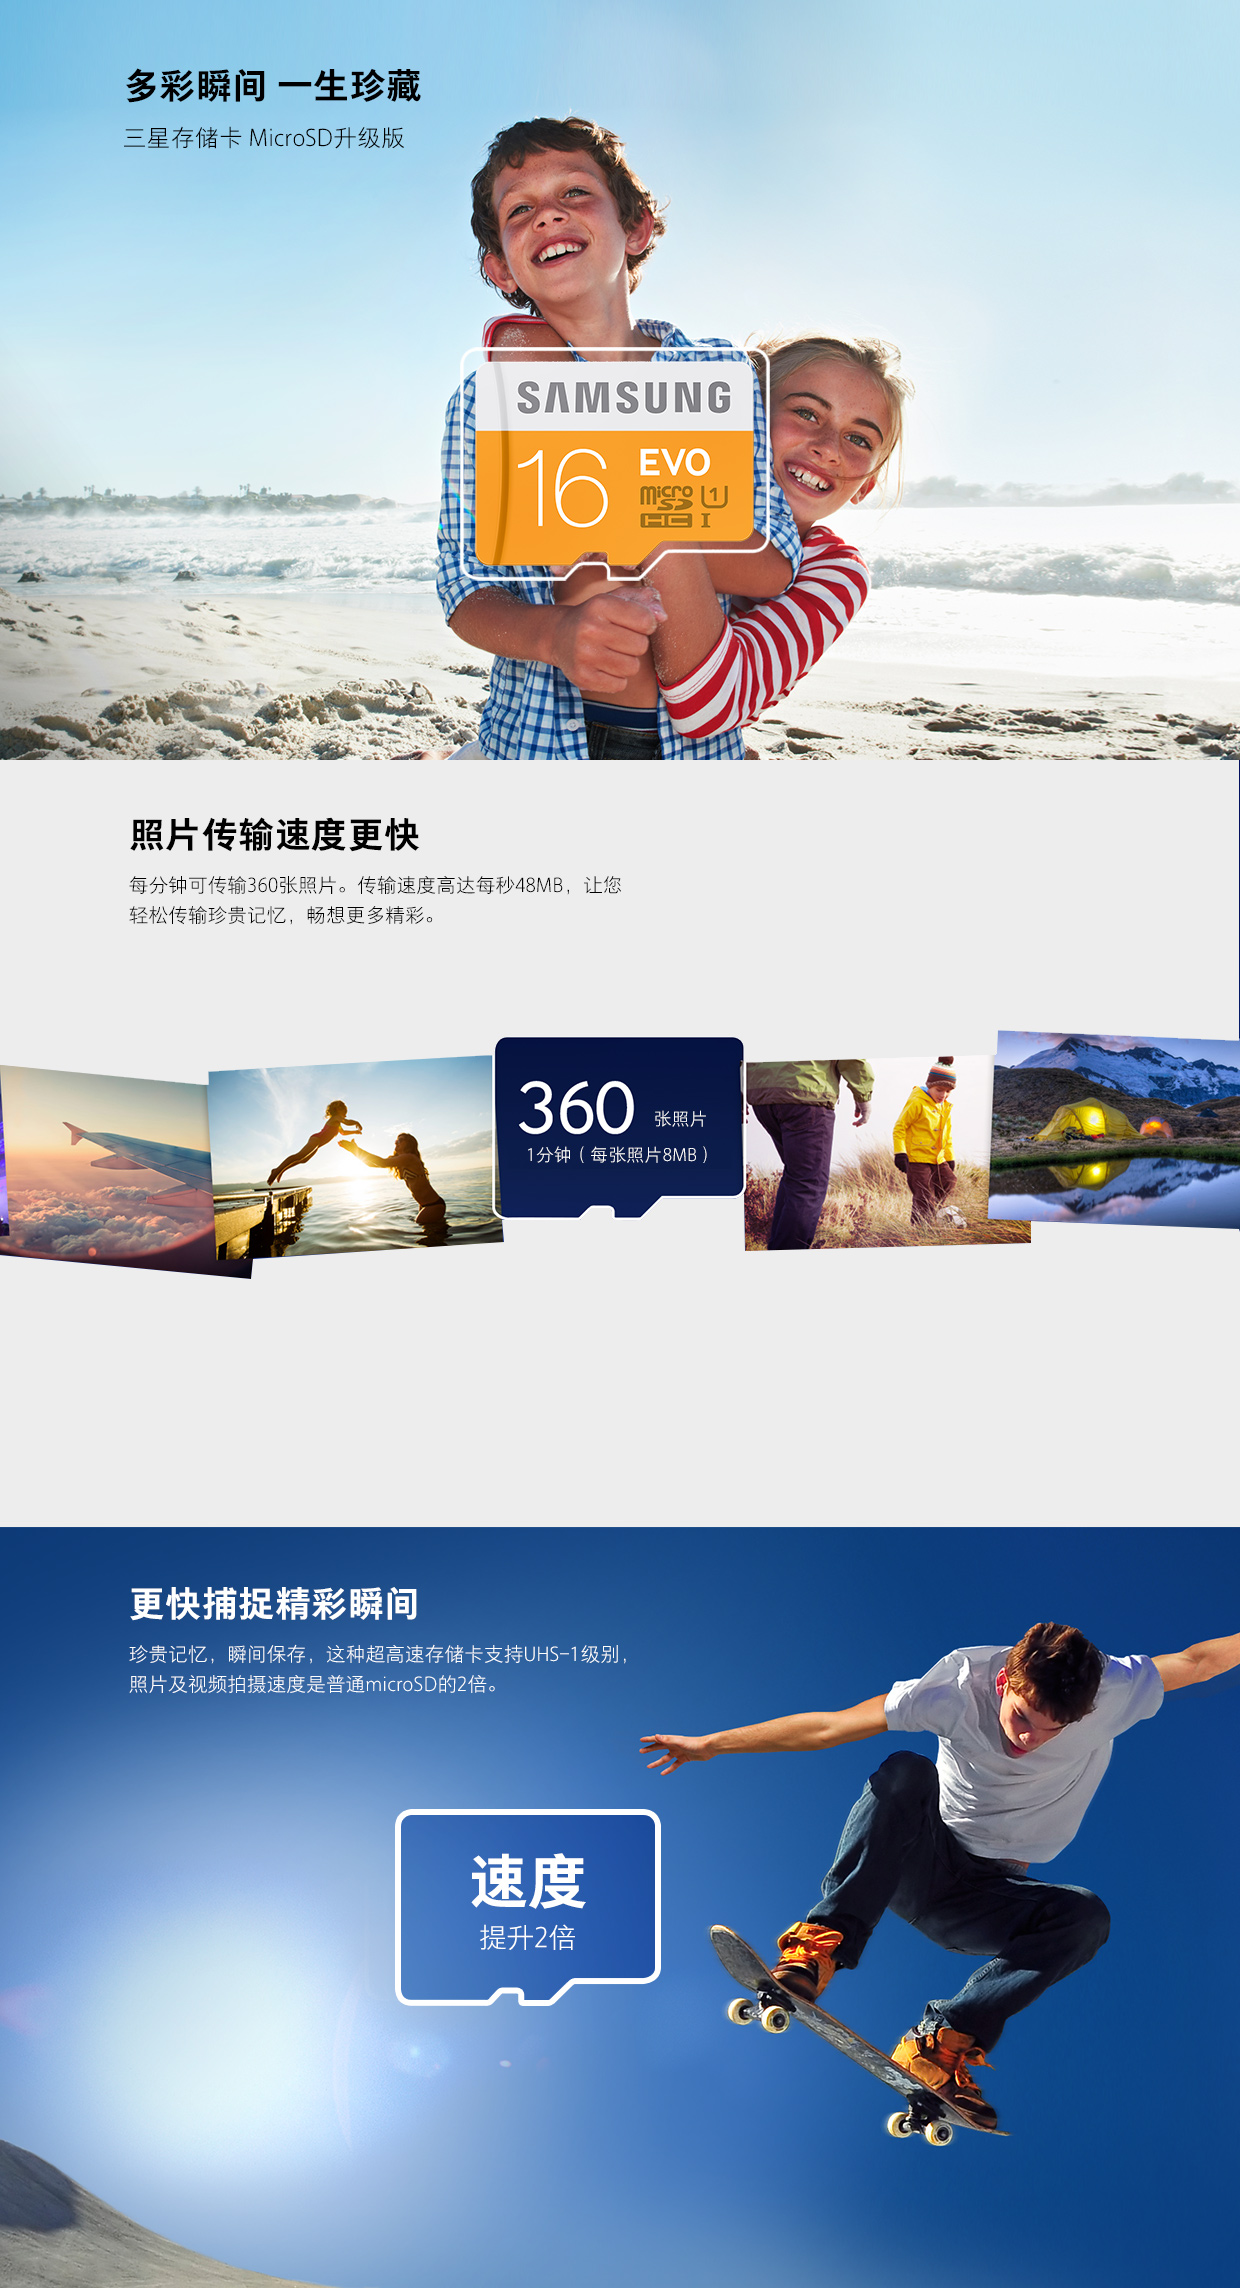 多彩瞬间 一生珍藏
三星存储卡 MicroSD升级版
SAMSUNG
16 EVO
micro SD HC I U1
照片传输速度更快
每分钟可传输360张照片。传输速度高达每秒48MB，让您
轻松传输珍贵记忆，畅想更多精彩。
360 张照片
1分钟（每张照片8MB）
更快捕捉精彩瞬间
珍贵记忆，瞬间保存，这种超高速存储卡支持UHS-1级别，
照片及视频拍摄速度是普通microSD的2倍。
速度
提升2倍